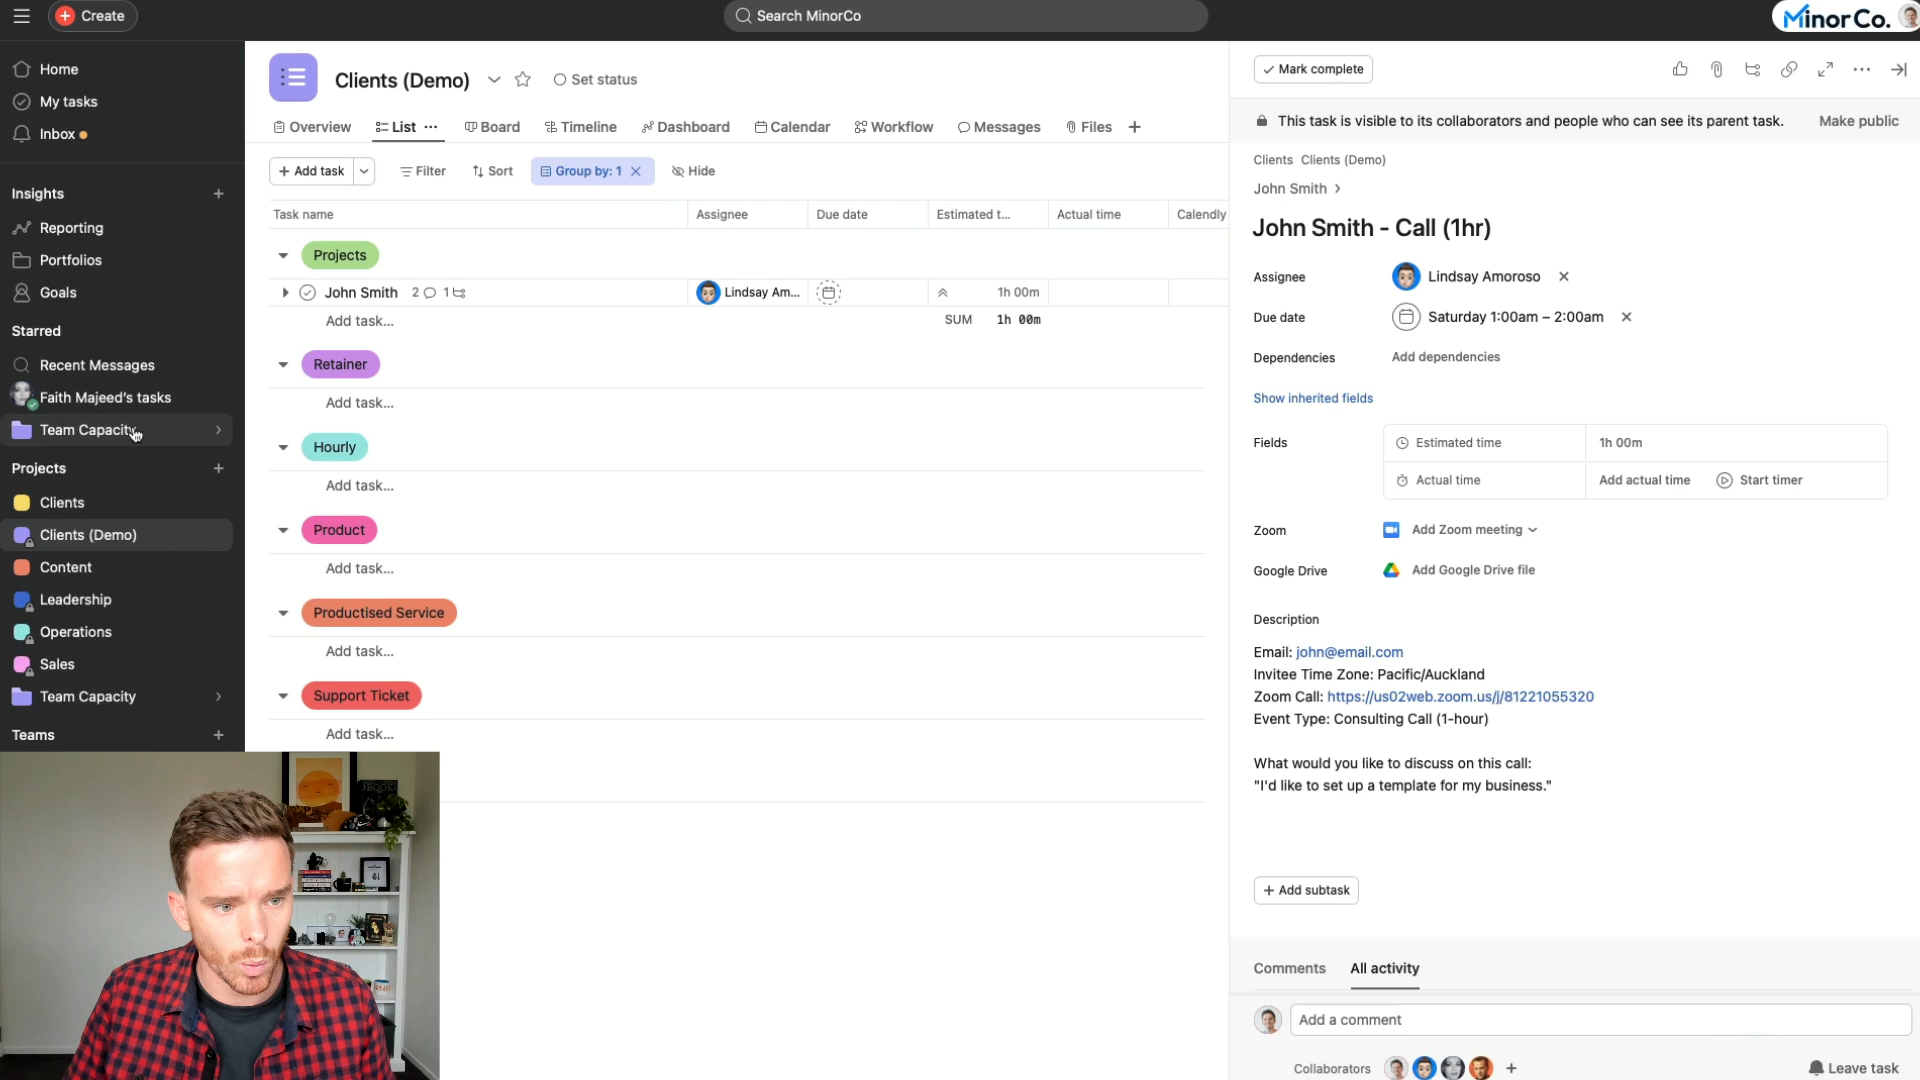 Create
Search MinorCo
MinorCo.
Home
My tasks
Inbox
Insights
Reporting
Portfolios
Goals
Starred
Recent Messages
Faith Majeed's tasks
Team Capacity
Projects
Clients
Clients (Demo)
Content
Leadership
Operations
Sales
Team Capacity
Teams
Clients (Demo)
Set status
Overview
List
Board
Timeline
Dashboard
Calendar
Workflow
Messages
Files
Add task
Filter
Sort
Group by: 1
Hide
Task name
Assignee
Due date
Estimated t...
Actual time
Calendly
Projects
John Smith 2 1
Lindsay Am...
1h 00m
Add task...
SUM 1h 00m
Retainer
Add task...
Hourly
Add task...
Product
Add task...
Productised Service
Add task...
Support Ticket
Add task...
Mark complete
This task is visible to its collaborators and people who can see its parent task.
Make public
Clients Clients (Demo)
John Smith
John Smith - Call (1hr)
Assignee
Lindsay Amoroso
Due date
Saturday 1:00am – 2:00am
Dependencies
Add dependencies
Show inherited fields
Fields
Estimated time
1h 00m
Actual time
Add actual time
Start timer
Zoom
Add Zoom meeting
Google Drive
Add Google Drive file
Description
Email: john@email.com
Invitee Time Zone: Pacific/Auckland
Zoom Call: https://us02web.zoom.us/j/81221055320
Event Type: Consulting Call (1-hour)
What would you like to discuss on this call:
"I'd like to set up a template for my business."
Add subtask
Comments
All activity
Add a comment
Collaborators
Leave task